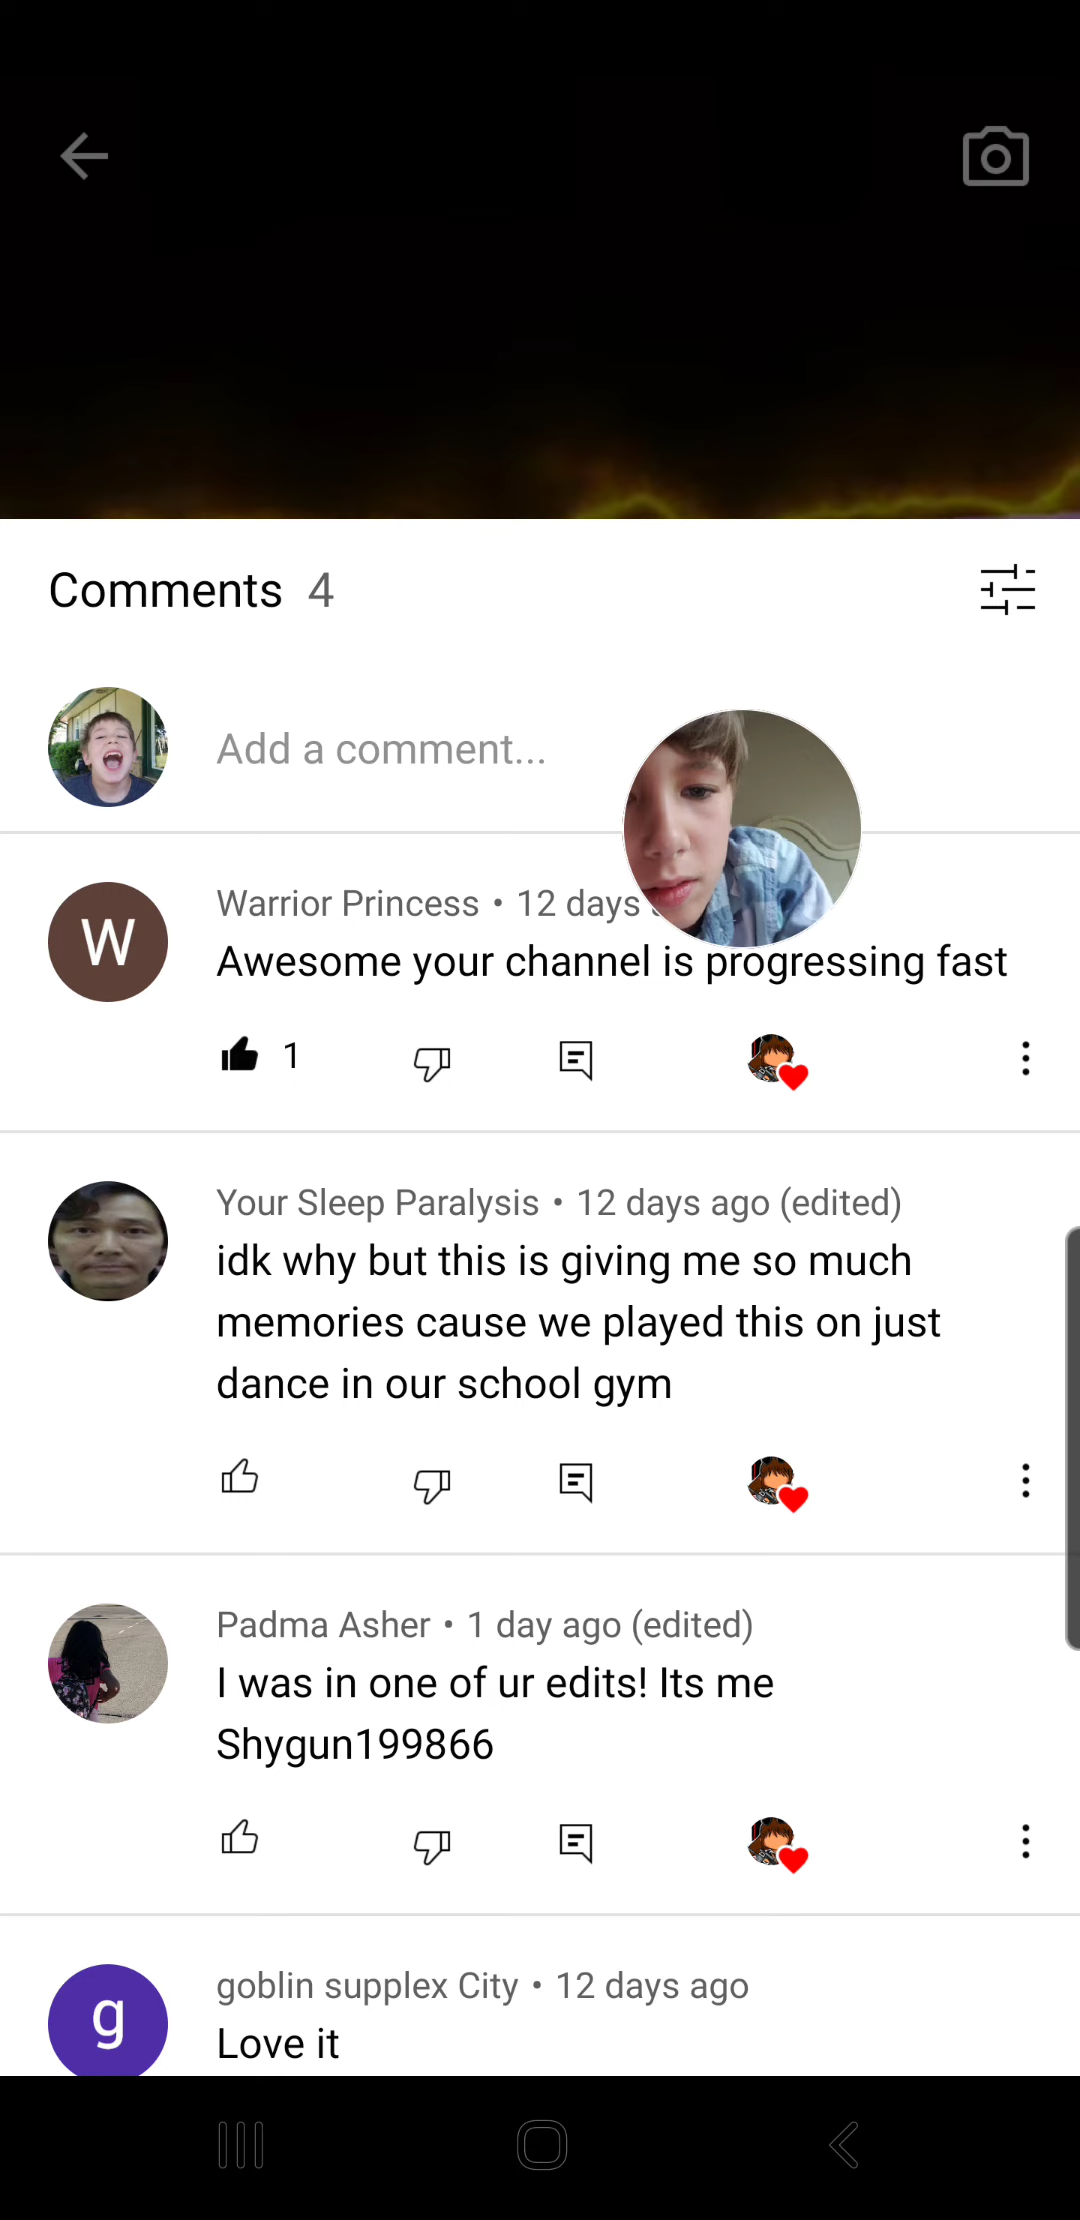 Comments 4
Add a comment...
Warrior Princess • 12 days
Awesome your channel is progressing fast
W
1
Your Sleep Paralysis • 12 days ago (edited)
idk why but this is giving me so much
memories cause we played this on just
dance in our school gym
Padma Asher • 1 day ago (edited)
I was in one of ur edits! Its me
Shygun199866
goblin supplex City • 12 days ago
g
Love it